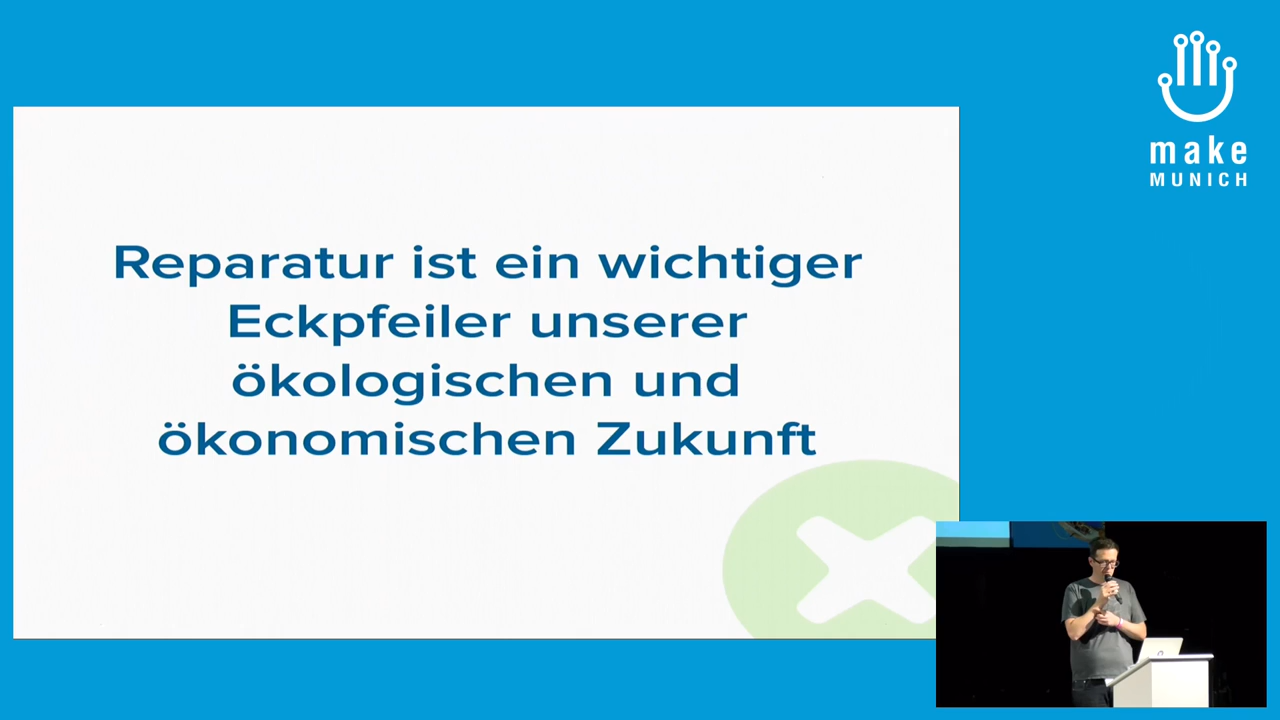 make
MUNICH
Reparatur ist ein wichtiger
Eckpfeiler unserer
ökologischen und
ökonomischen Zukunft